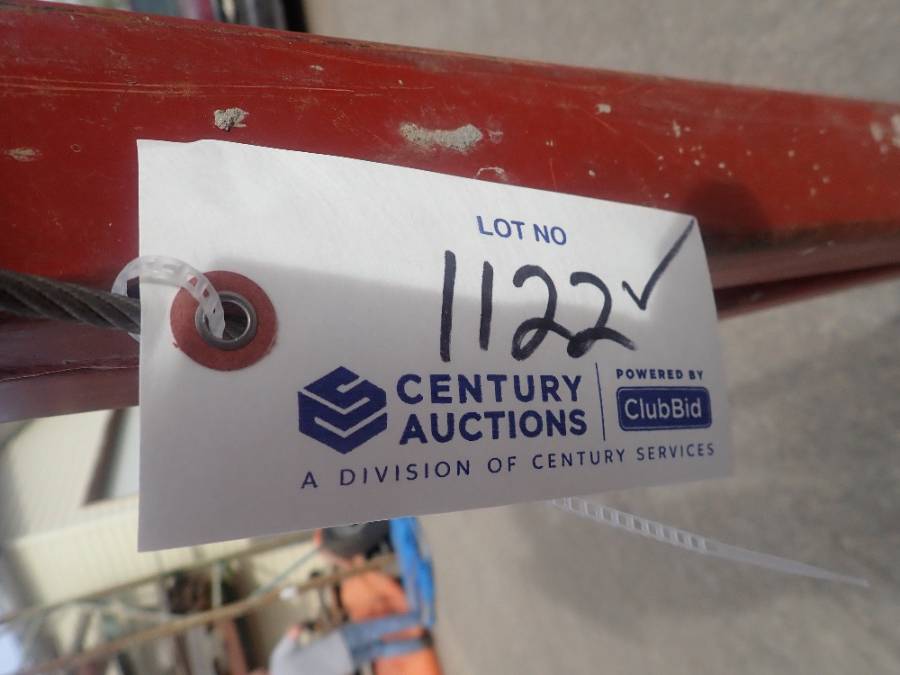 LOT NO
1122✓
CENTURY
AUCTIONS
POWERED BY
ClubBid
A DIVISION OF CENTURY SERVICES